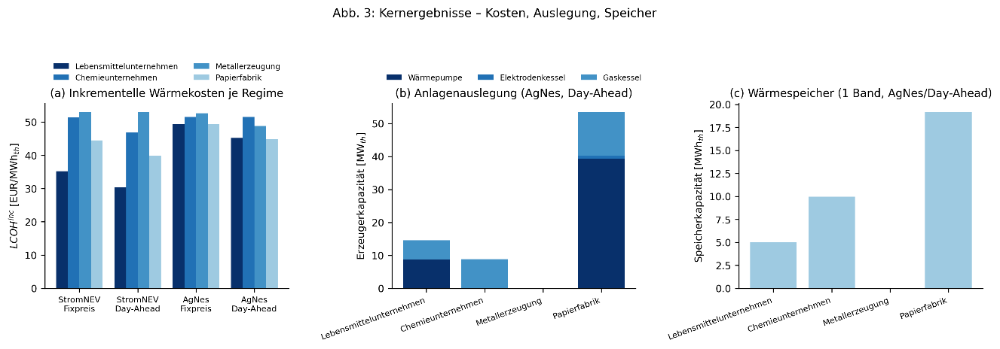 Abb. 3: Kernergebnisse – Kosten, Auslegung, Speicher
Lebensmittelunternehmen
Chemieunternehmen
Metallerzeugung
Papierfabrik
(a) Inkrementelle Wärmekosten je Regime
LCOH^inc [EUR/MWh_th]
50
40
30
20
10
0
StromNEV
Fixpreis
StromNEV
Day-Ahead
AgNes
Fixpreis
AgNes
Day-Ahead
Wärmepumpe
Elektrodenkessel
Gaskessel
(b) Anlagenauslegung (AgNes, Day-Ahead)
Erzeugerkapazität [MW_th]
50
40
30
20
10
0
Lebensmittelunternehmen
Chemieunternehmen
Metallerzeugung
Papierfabrik
(c) Wärmespeicher (1 Band, AgNes/Day-Ahead)
Speicherkapazität [MWh_th]
20.0
17.5
15.0
12.5
10.0
7.5
5.0
2.5
0.0
Lebensmittelunternehmen
Chemieunternehmen
Metallerzeugung
Papierfabrik